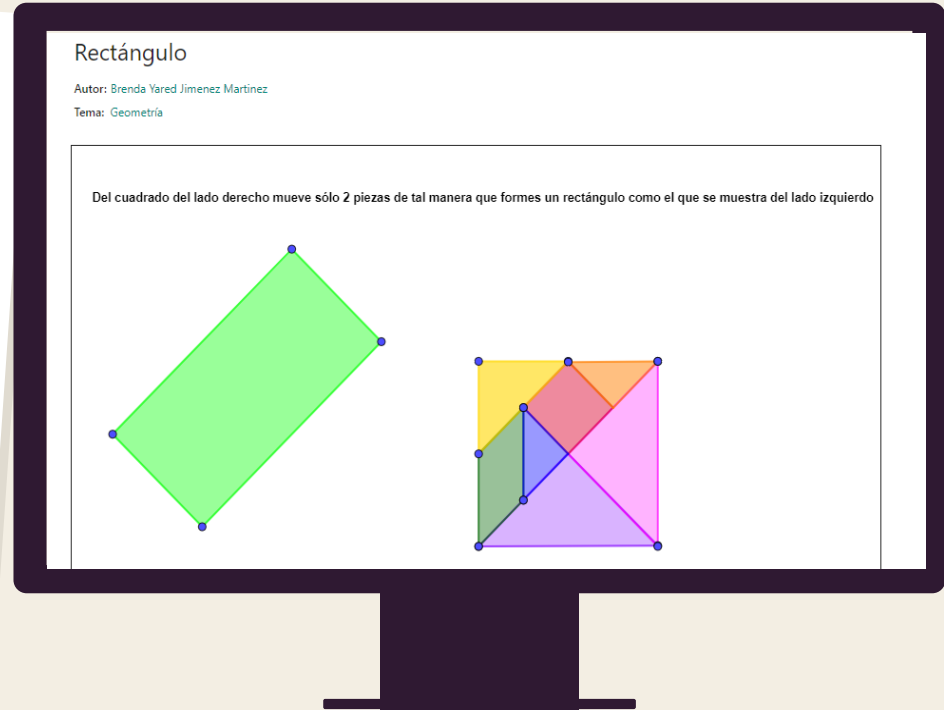 Rectángulo
Autor: Brenda Yared Jimenez Martinez
Tema: Geometría
Del cuadrado del lado derecho mueve sólo 2 piezas de tal manera que formes un rectángulo como el que se muestra del lado izquierdo